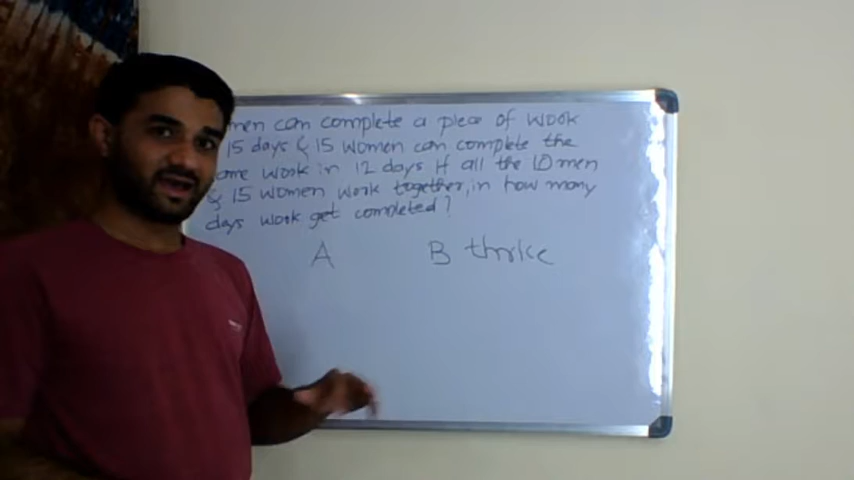 men can complete a piece of work
15 days & 15 women can complete the
work in 12 days If all the 10 men
& 15 women work together, in how many
days work get completed?
A B thrice